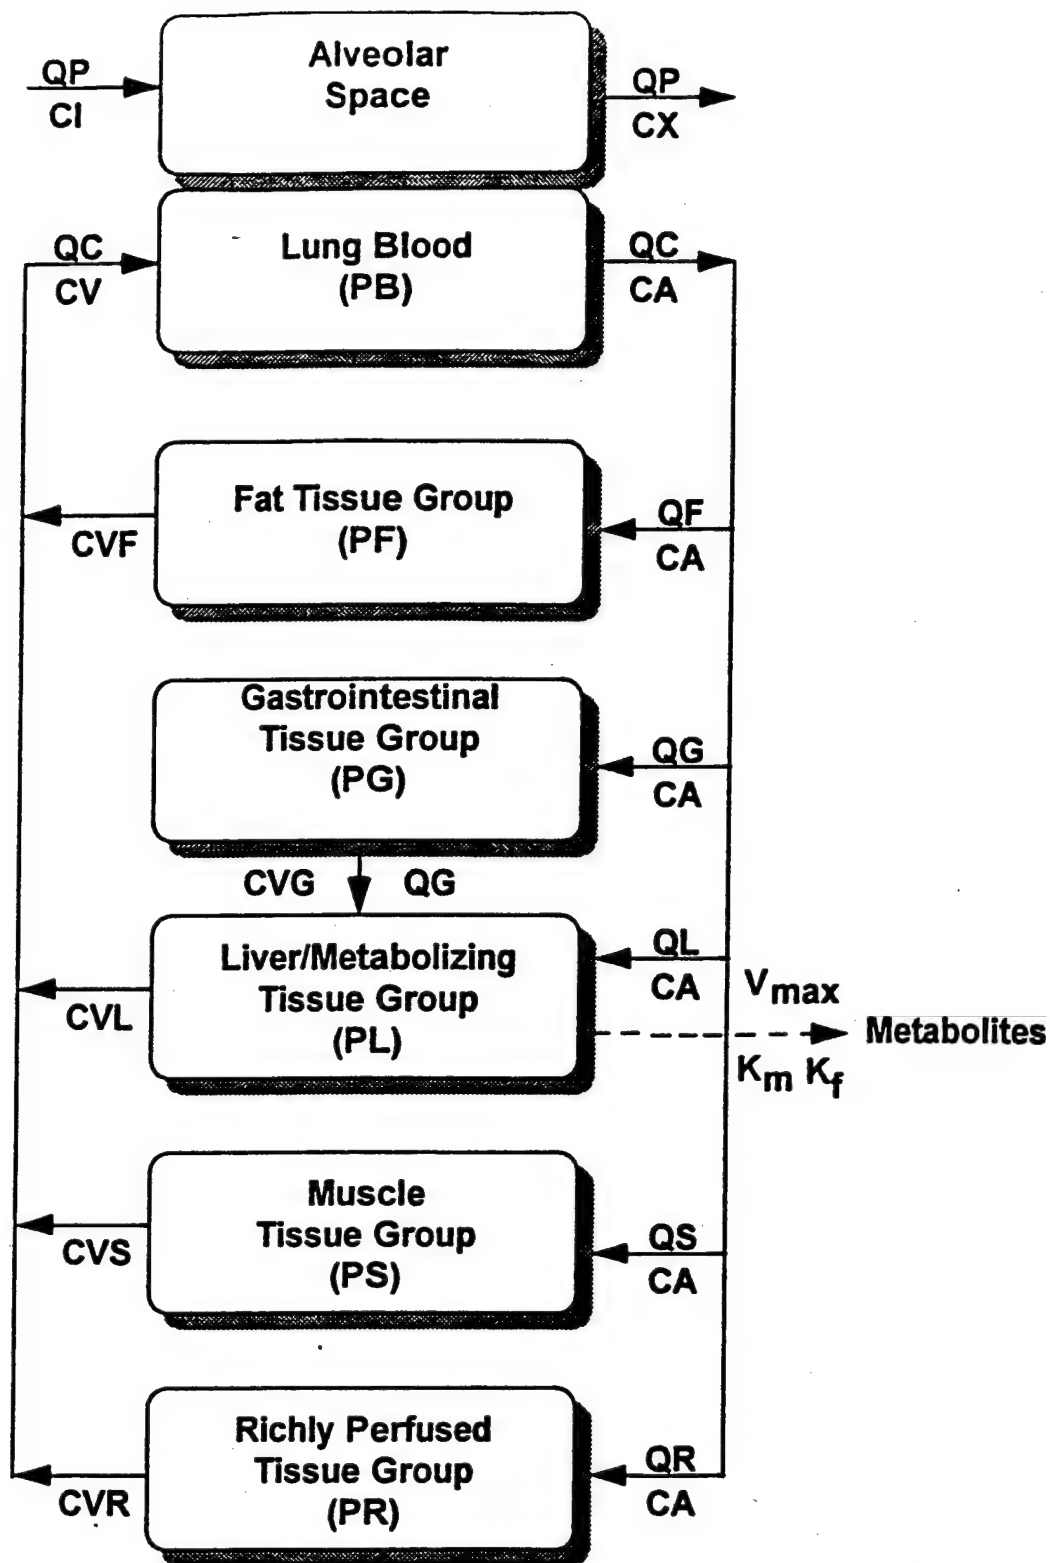 Alveolar
Space
QP
CI
QP
CX
Lung Blood
(PB)
QC
CV
QC
CA
Fat Tissue Group
(PF)
CVF
QF
CA
Gastrointestinal
Tissue Group
(PG)
QG
CA
CVG QG
Liver/Metabolizing
Tissue Group
(PL)
CVL
QL
CA
Vmax
Metabolites
Km Kf
Muscle
Tissue Group
(PS)
CVS
QS
CA
Richly Perfused
Tissue Group
(PR)
CVR
QR
CA